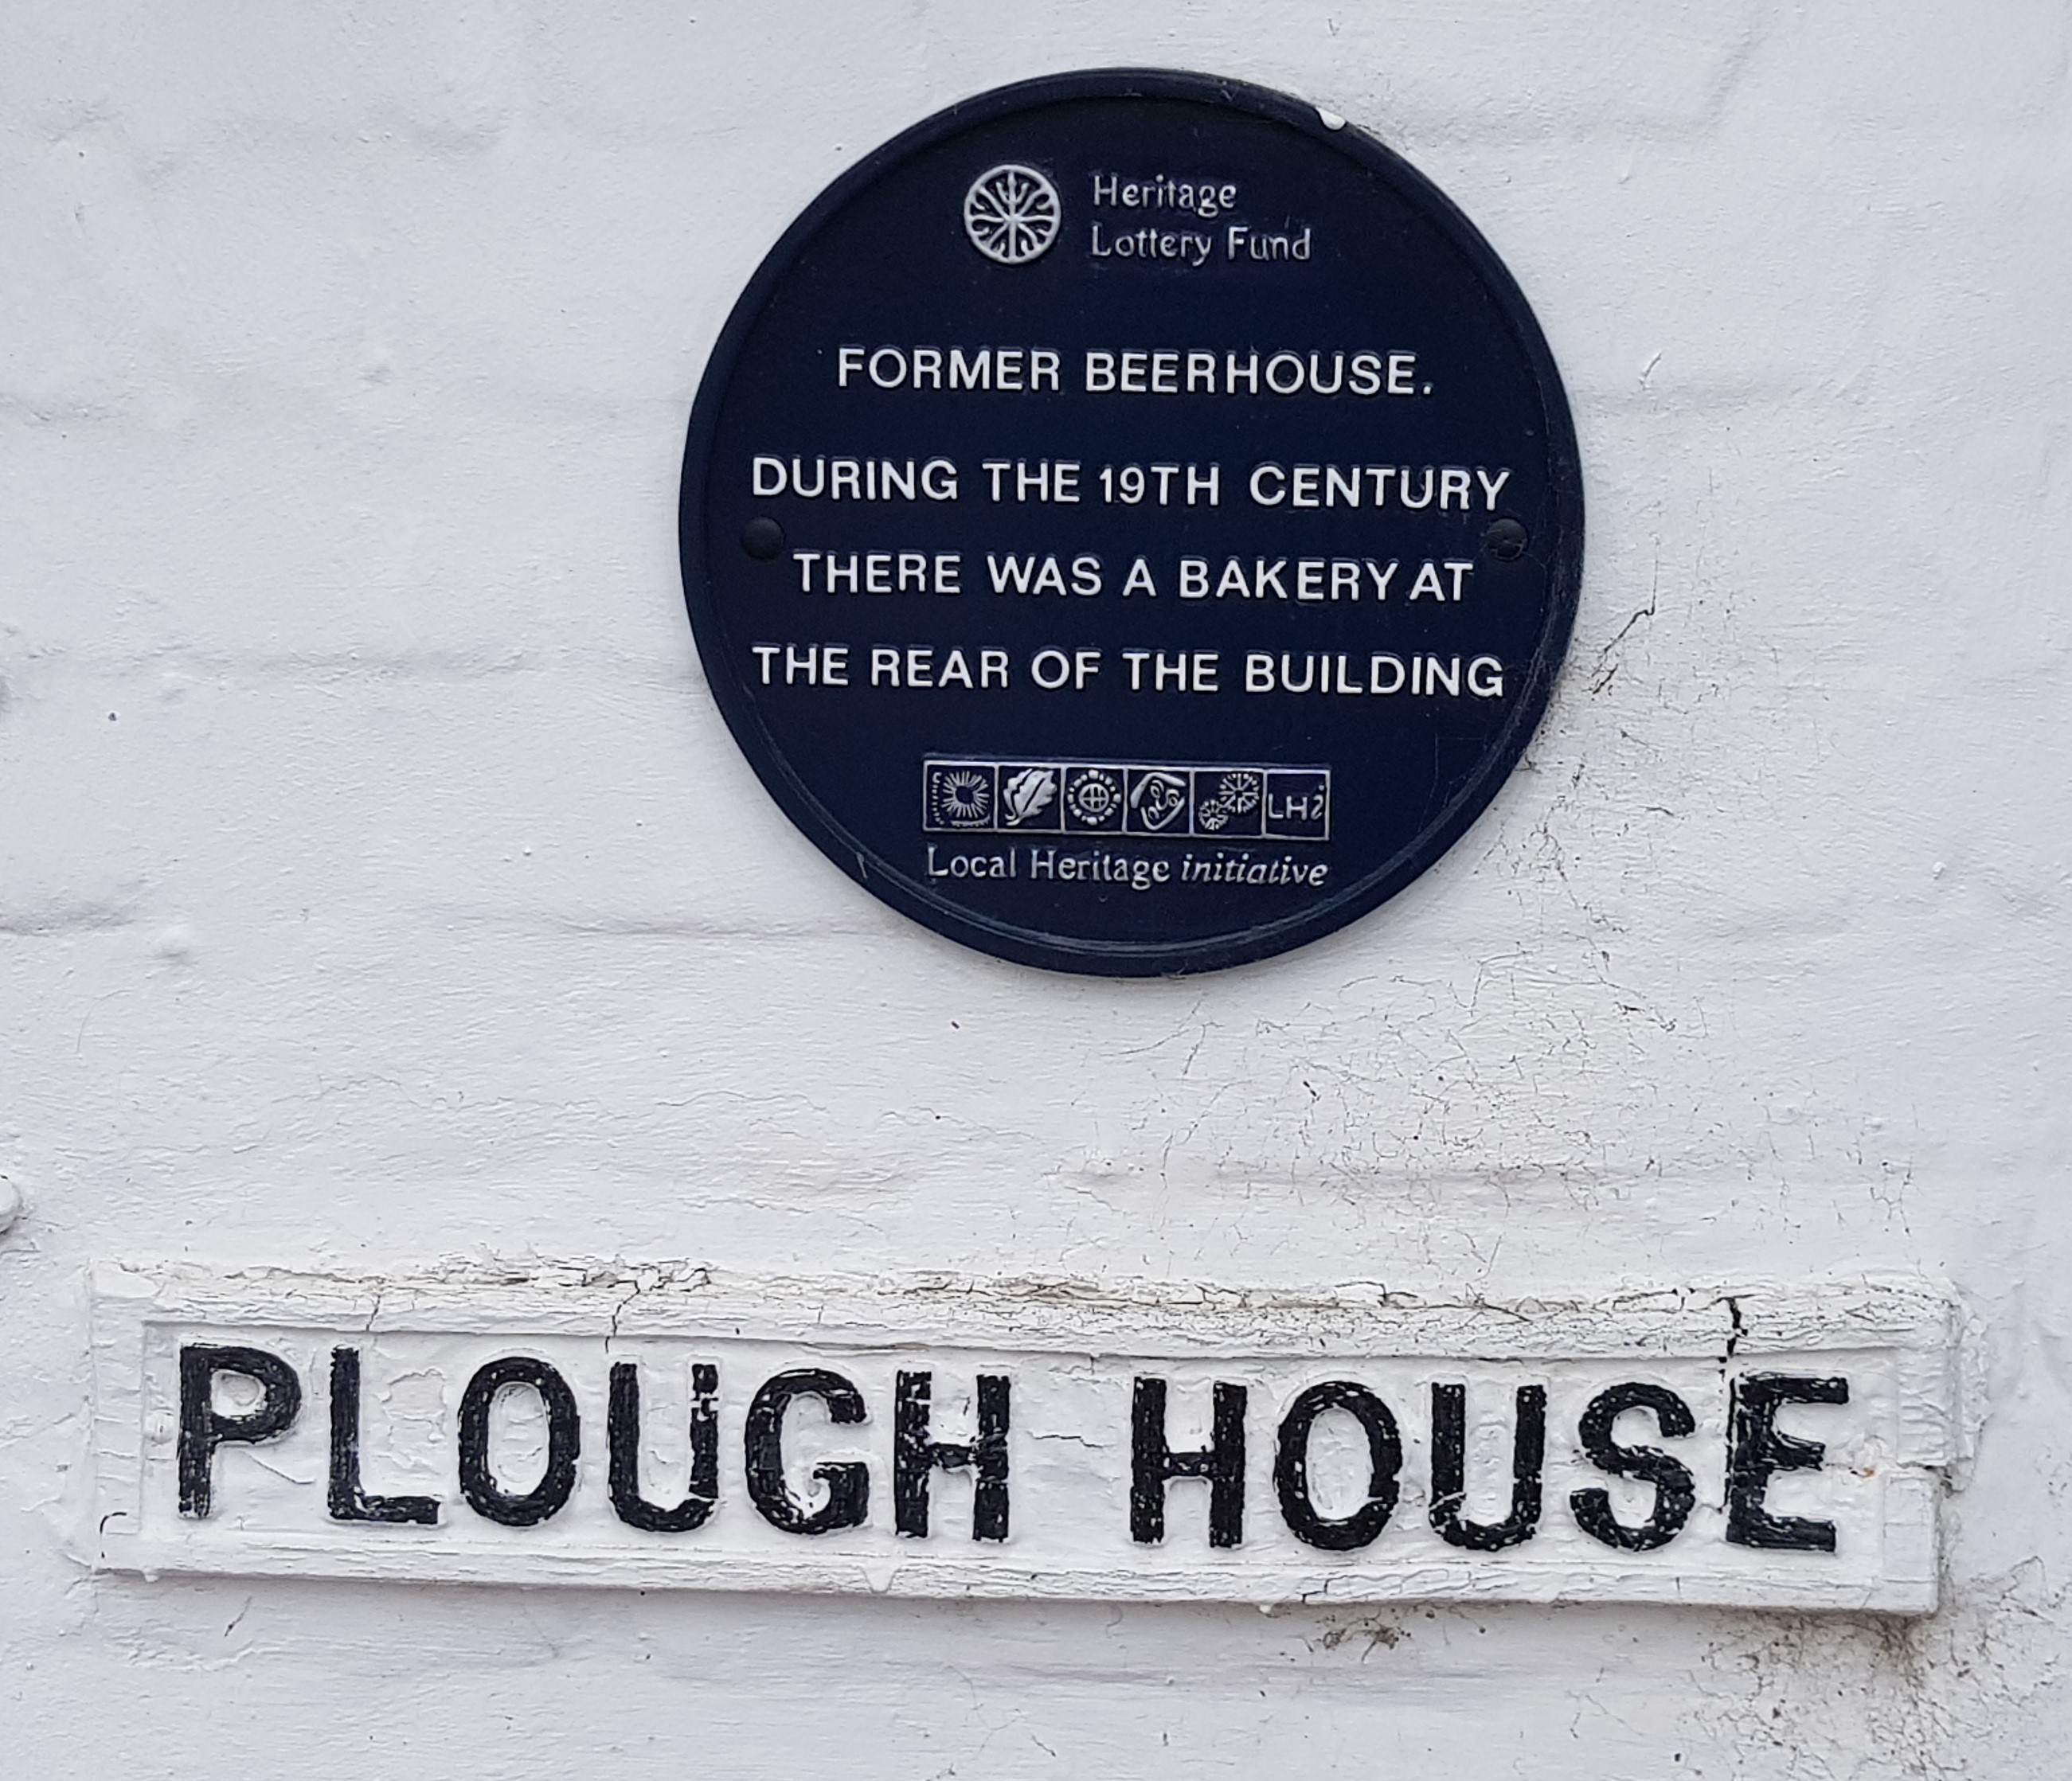 Heritage
Lottery Fund
FORMER BEERHOUSE.
DURING THE 19TH CENTURY
THERE WAS A BAKERY AT
THE REAR OF THE BUILDING
LHi
Local Heritage initiative
PLOUGH HOUSE